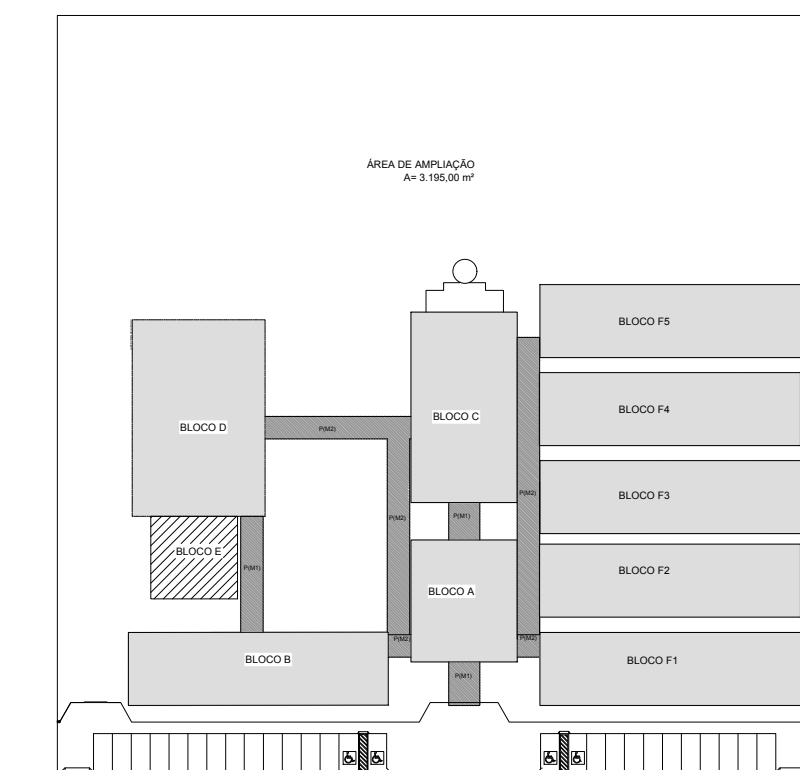 ÁREA DE AMPLIAÇÃO
A= 3.195,00 m²
BLOCO F5
BLOCO F4
BLOCO C
BLOCO D
P(M2)
P(M2)
BLOCO F3
P(M2)
P(M1)
BLOCO E
P(M1)
BLOCO F2
BLOCO A
P(M2)
P(M2)
BLOCO B
BLOCO F1
P(M1)